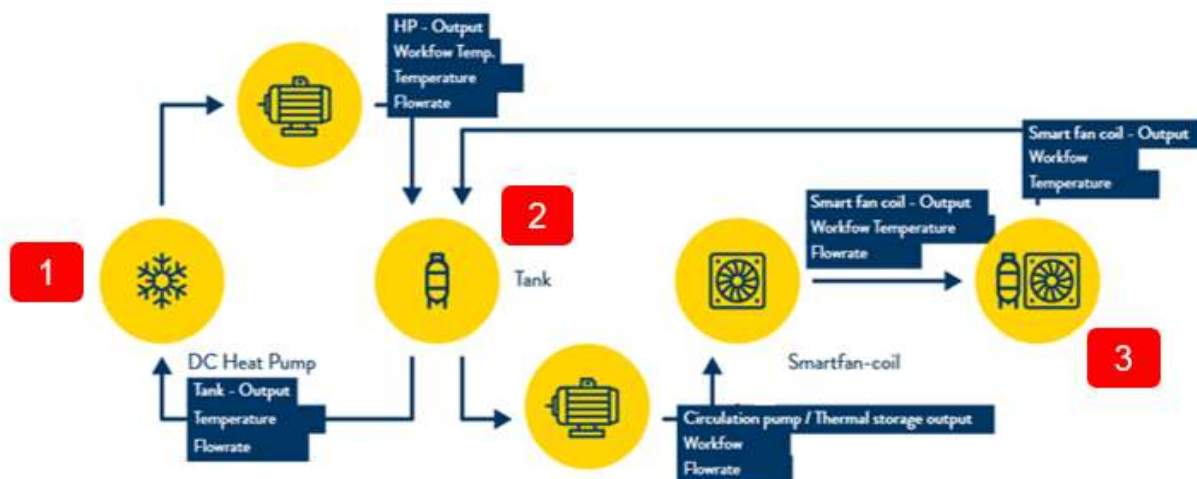 HP - Output
Workfow Temp.
Temperature
Flowrate
Smart fan coil - Output
Workfow
Temperature
2
Smart fan coil - Output
Workfow Temperature
Flowrate
1
Tank
DC Heat Pump
Smartfan-coil
3
Tank - Output
Temperature
Flowrate
Circulation pump / Thermal storage output
Workfow
Flowrate